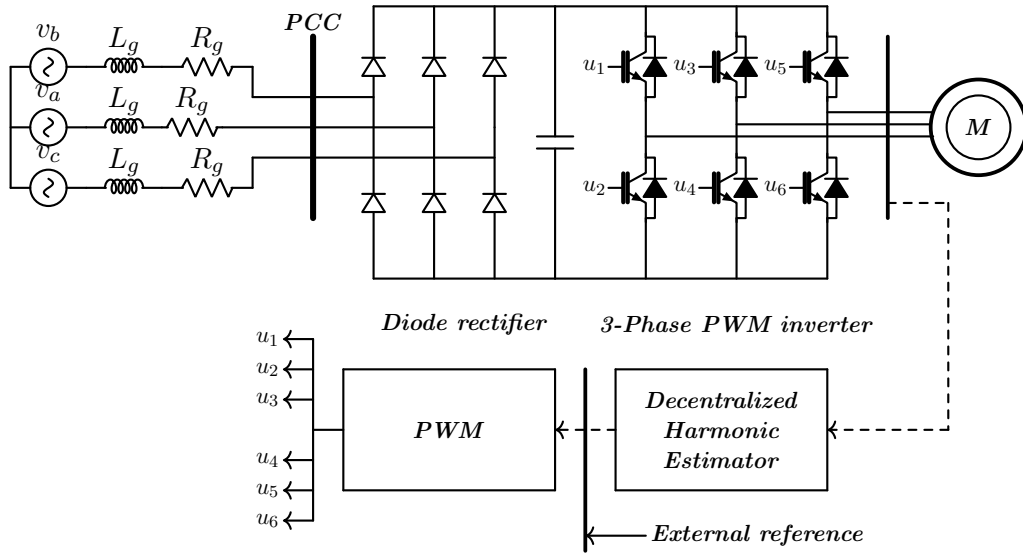 PCC
v_b
L_g
R_g
v_a
L_g
R_g
v_c
L_g
R_g
u_1
u_3
u_5
u_2
u_4
u_6
M
Diode rectifier
3-Phase PWM inverter
u_1
u_2
u_3
u_4
u_5
u_6
PWM
Decentralized
Harmonic
Estimator
External reference